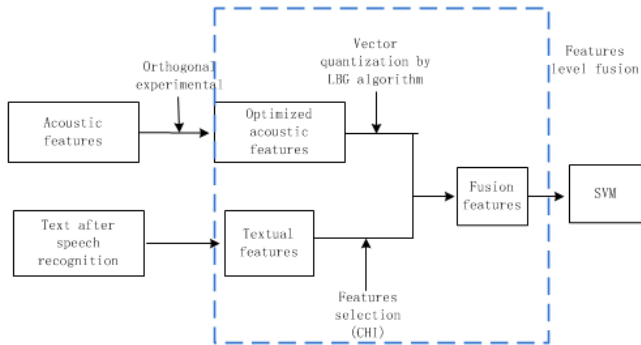 Vector
quantization by
LBG algorithm
Features
level fusion
Orthogonal
experimental
Acoustic
features
Optimized
acoustic
features
Fusion
features
SVM
Text after
speech
recognition
Textual
features
Features
selection
(CHI)